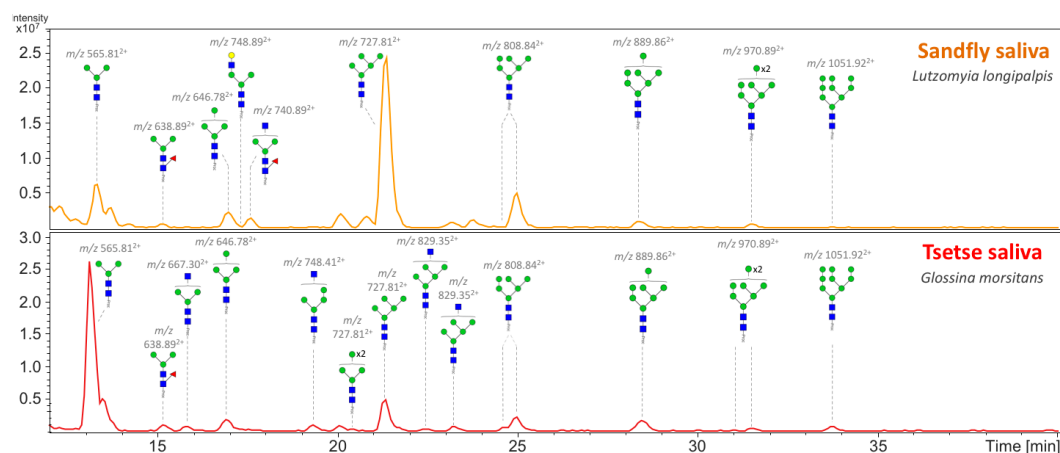 Intensity
x10⁷
2.5
2.0
1.5
1.0
0.5
m/z 565.81²⁺
m/z 638.89²⁺
m/z 646.78²⁺
m/z 748.89²⁺
m/z 740.89²⁺
m/z 727.81²⁺
m/z 808.84²⁺
m/z 889.86²⁺
m/z 970.89²⁺
x2
m/z 1051.92²⁺
Sandfly saliva
Lutzomyia longipalpis
3.0
2.5
2.0
1.5
1.0
0.5
m/z 565.81²⁺
m/z
638.89²⁺
m/z 667.30²⁺
m/z 646.78²⁺
m/z 748.41²⁺
m/z
727.81²⁺
x2
m/z
727.81²⁺
m/z 829.35²⁺
m/z
829.35²⁺
m/z 808.84²⁺
m/z 889.86²⁺
m/z 970.89²⁺
x2
m/z 1051.92²⁺
Tsetse saliva
Glossina morsitans
15
20
25
30
35
Time [min]